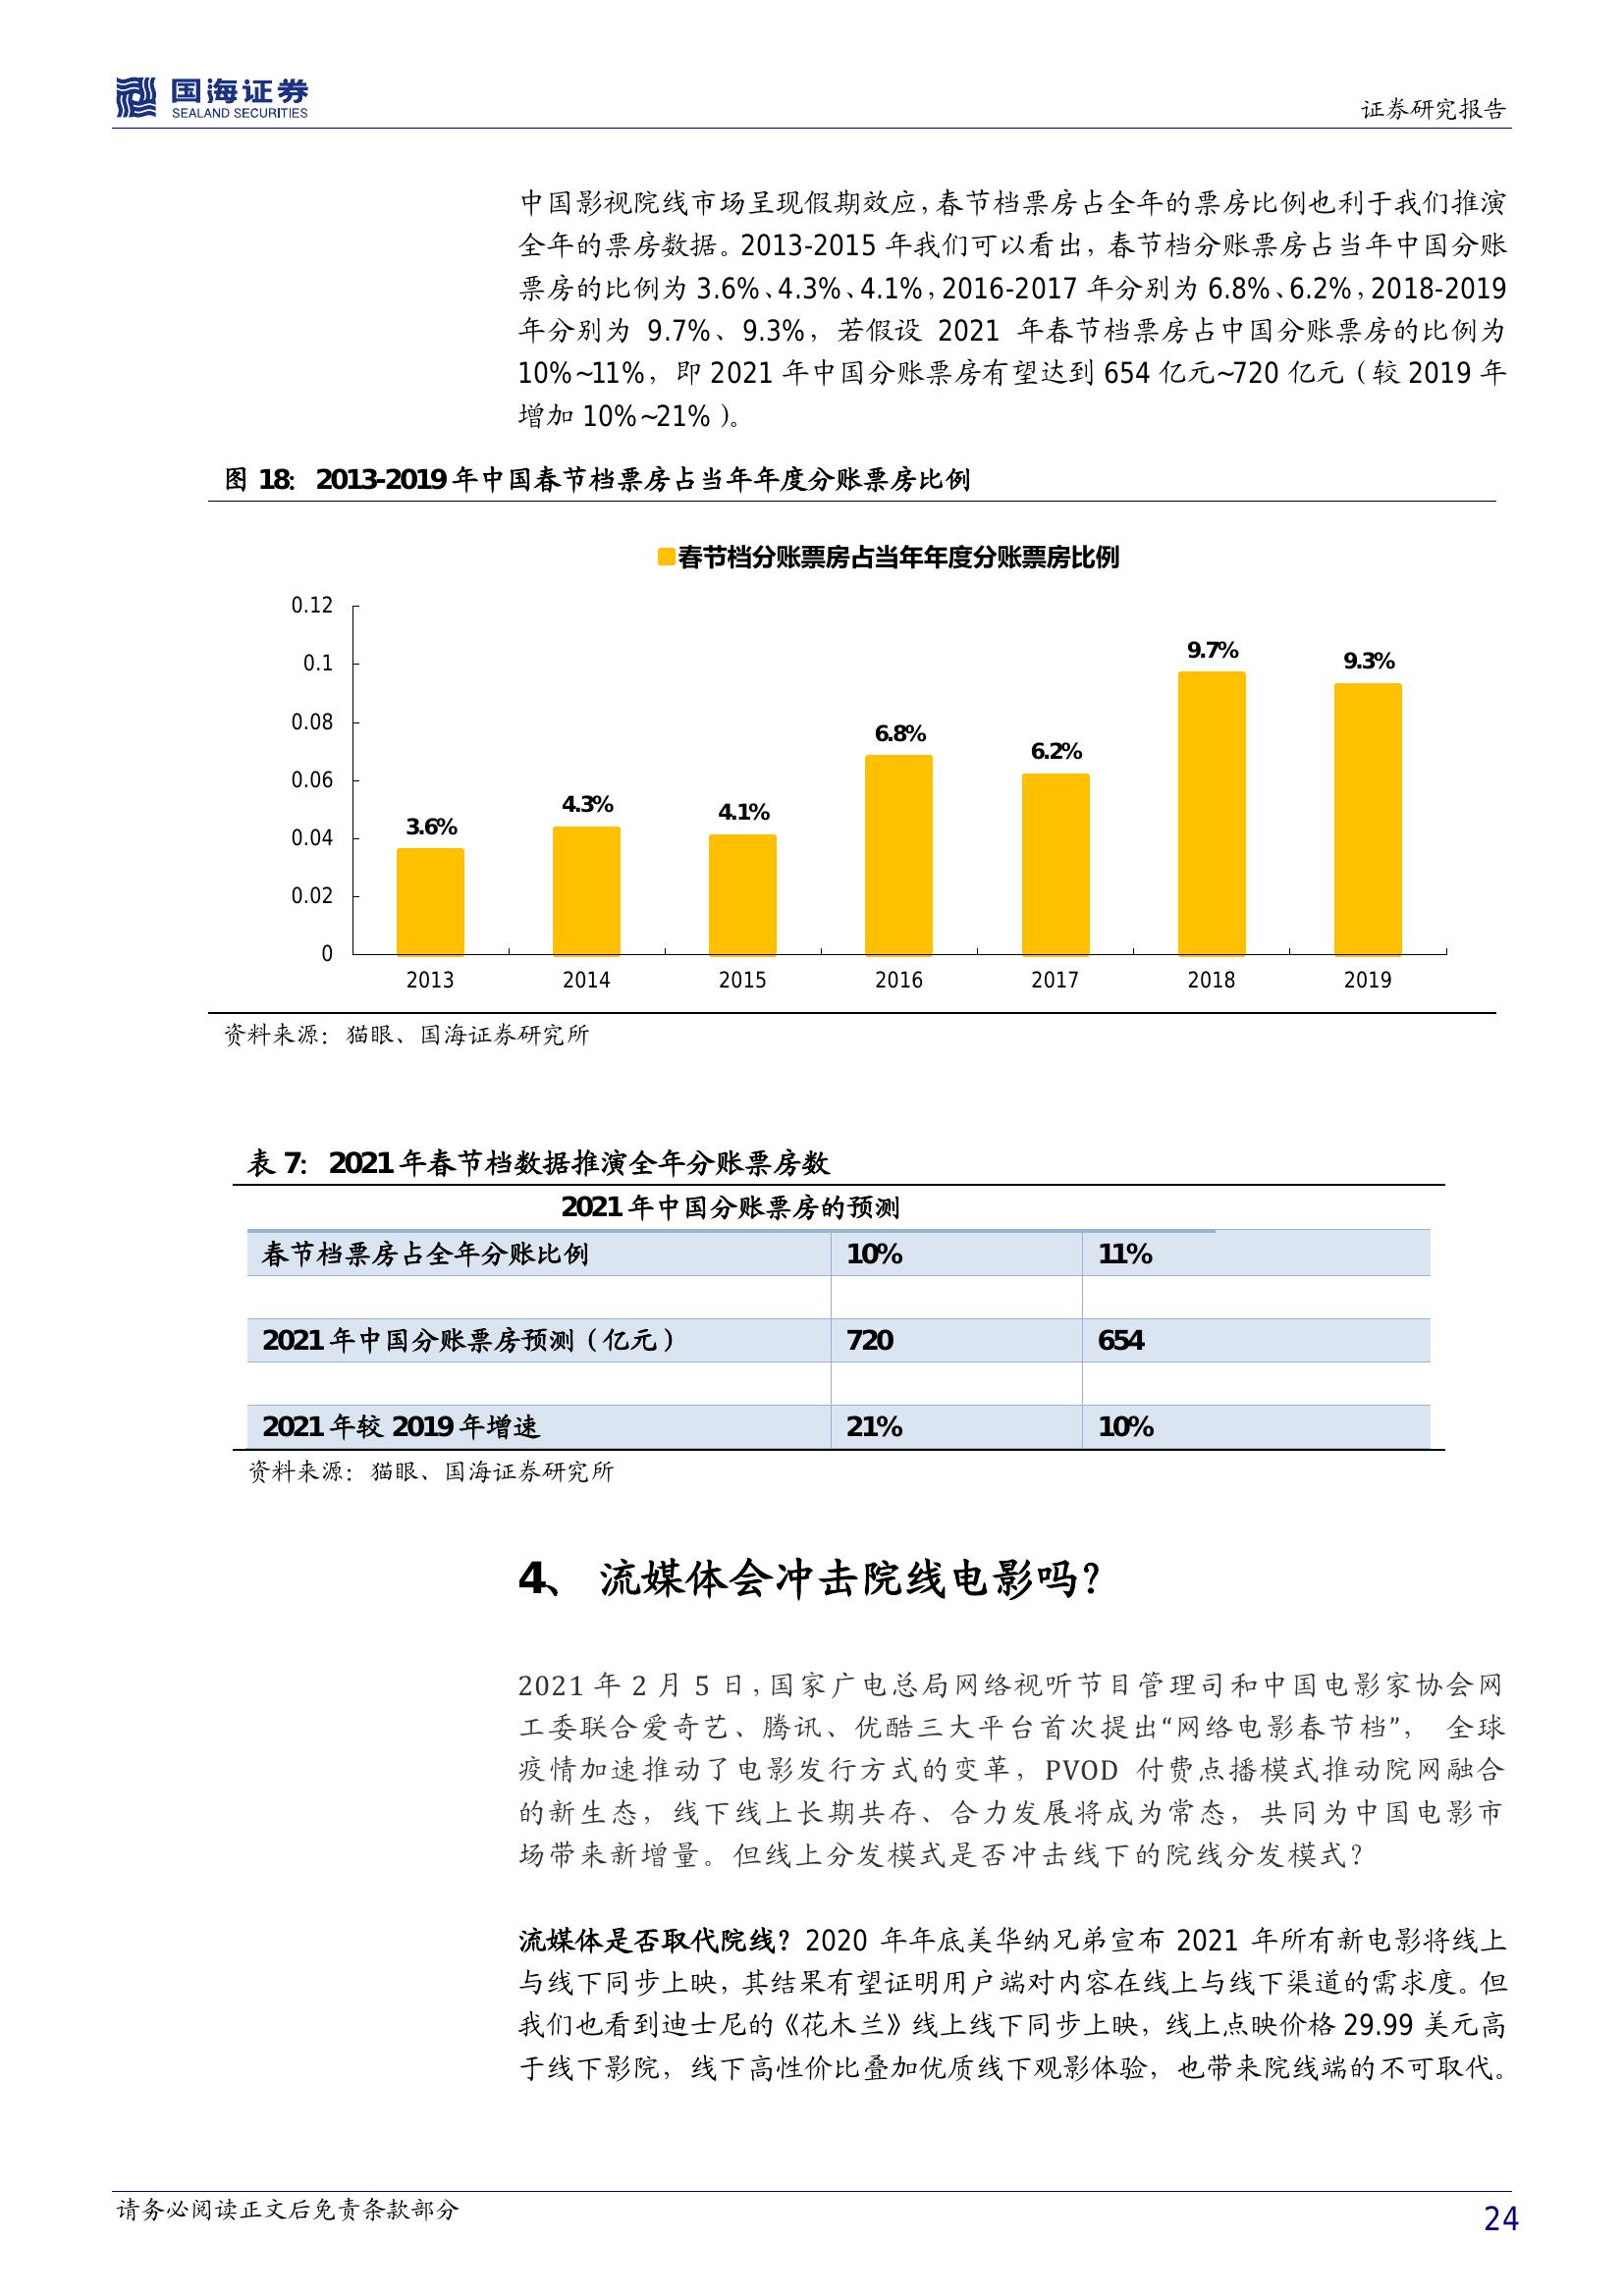 国海证券
SEALAND SECURITIES
证券研究报告
中国影视院线市场呈现假期效应，春节档票房占全年的票房比例也利于我们推演
全年的票房数据。2013-2015 年我们可以看出，春节档分账票房占当年中国分账
票房的比例为 3.6%、4.3%、4.1%，2016-2017 年分别为 6.8%、6.2%，2018-2019
年分别为 9.7%、9.3%，若假设 2021 年春节档票房占中国分账票房的比例为
10%~11%，即 2021 年中国分账票房有望达到 654 亿元~720 亿元（较 2019 年
增加 10%~21%）。
图 18：2013-2019 年中国春节档票房占当年年度分账票房比例
春节档分账票房占当年年度分账票房比例
0.12
0.1
0.08
0.06
0.04
0.02
0
3.6%
4.3%
4.1%
6.8%
6.2%
9.7%
9.3%
2013 2014 2015 2016 2017 2018 2019
资料来源：猫眼、国海证券研究所
表 7：2021 年春节档数据推演全年分账票房数
2021 年中国分账票房的预测
春节档票房占全年分账比例 10% 11%
2021 年中国分账票房预测（亿元） 720 654
2021 年较 2019 年增速 21% 10%
资料来源：猫眼、国海证券研究所
4、 流媒体会冲击院线电影吗？
2021 年 2 月 5 日，国家广电总局网络视听节目管理司和中国电影家协会网
工委联合爱奇艺、腾讯、优酷三大平台首次提出“网络电影春节档”， 全球
疫情加速推动了电影发行方式的变革，PVOD 付费点播模式推动院网融合
的新生态，线下线上长期共存、合力发展将成为常态，共同为中国电影市
场带来新增量。但线上分发模式是否冲击线下的院线分发模式？
流媒体是否取代院线？2020 年年底美华纳兄弟宣布 2021 年所有新电影将线上
与线下同步上映，其结果有望证明用户端对内容在线上与线下渠道的需求度。但
我们也看到迪士尼的《花木兰》线上线下同步上映，线上点映价格 29.99 美元高
于线下影院，线下高性价比叠加优质线下观影体验，也带来院线端的不可取代。
请务必阅读正文后免责条款部分
24